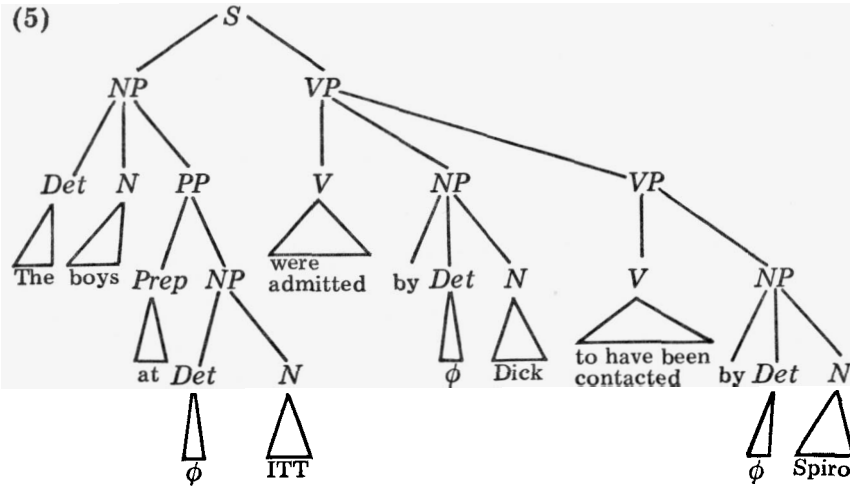 (5) S
NP VP
Det N PP V NP VP
The boys Prep NP were admitted by Det N V NP
at Det N ϕ Dick to have been contacted by Det N
ϕ ITT ϕ Spiro